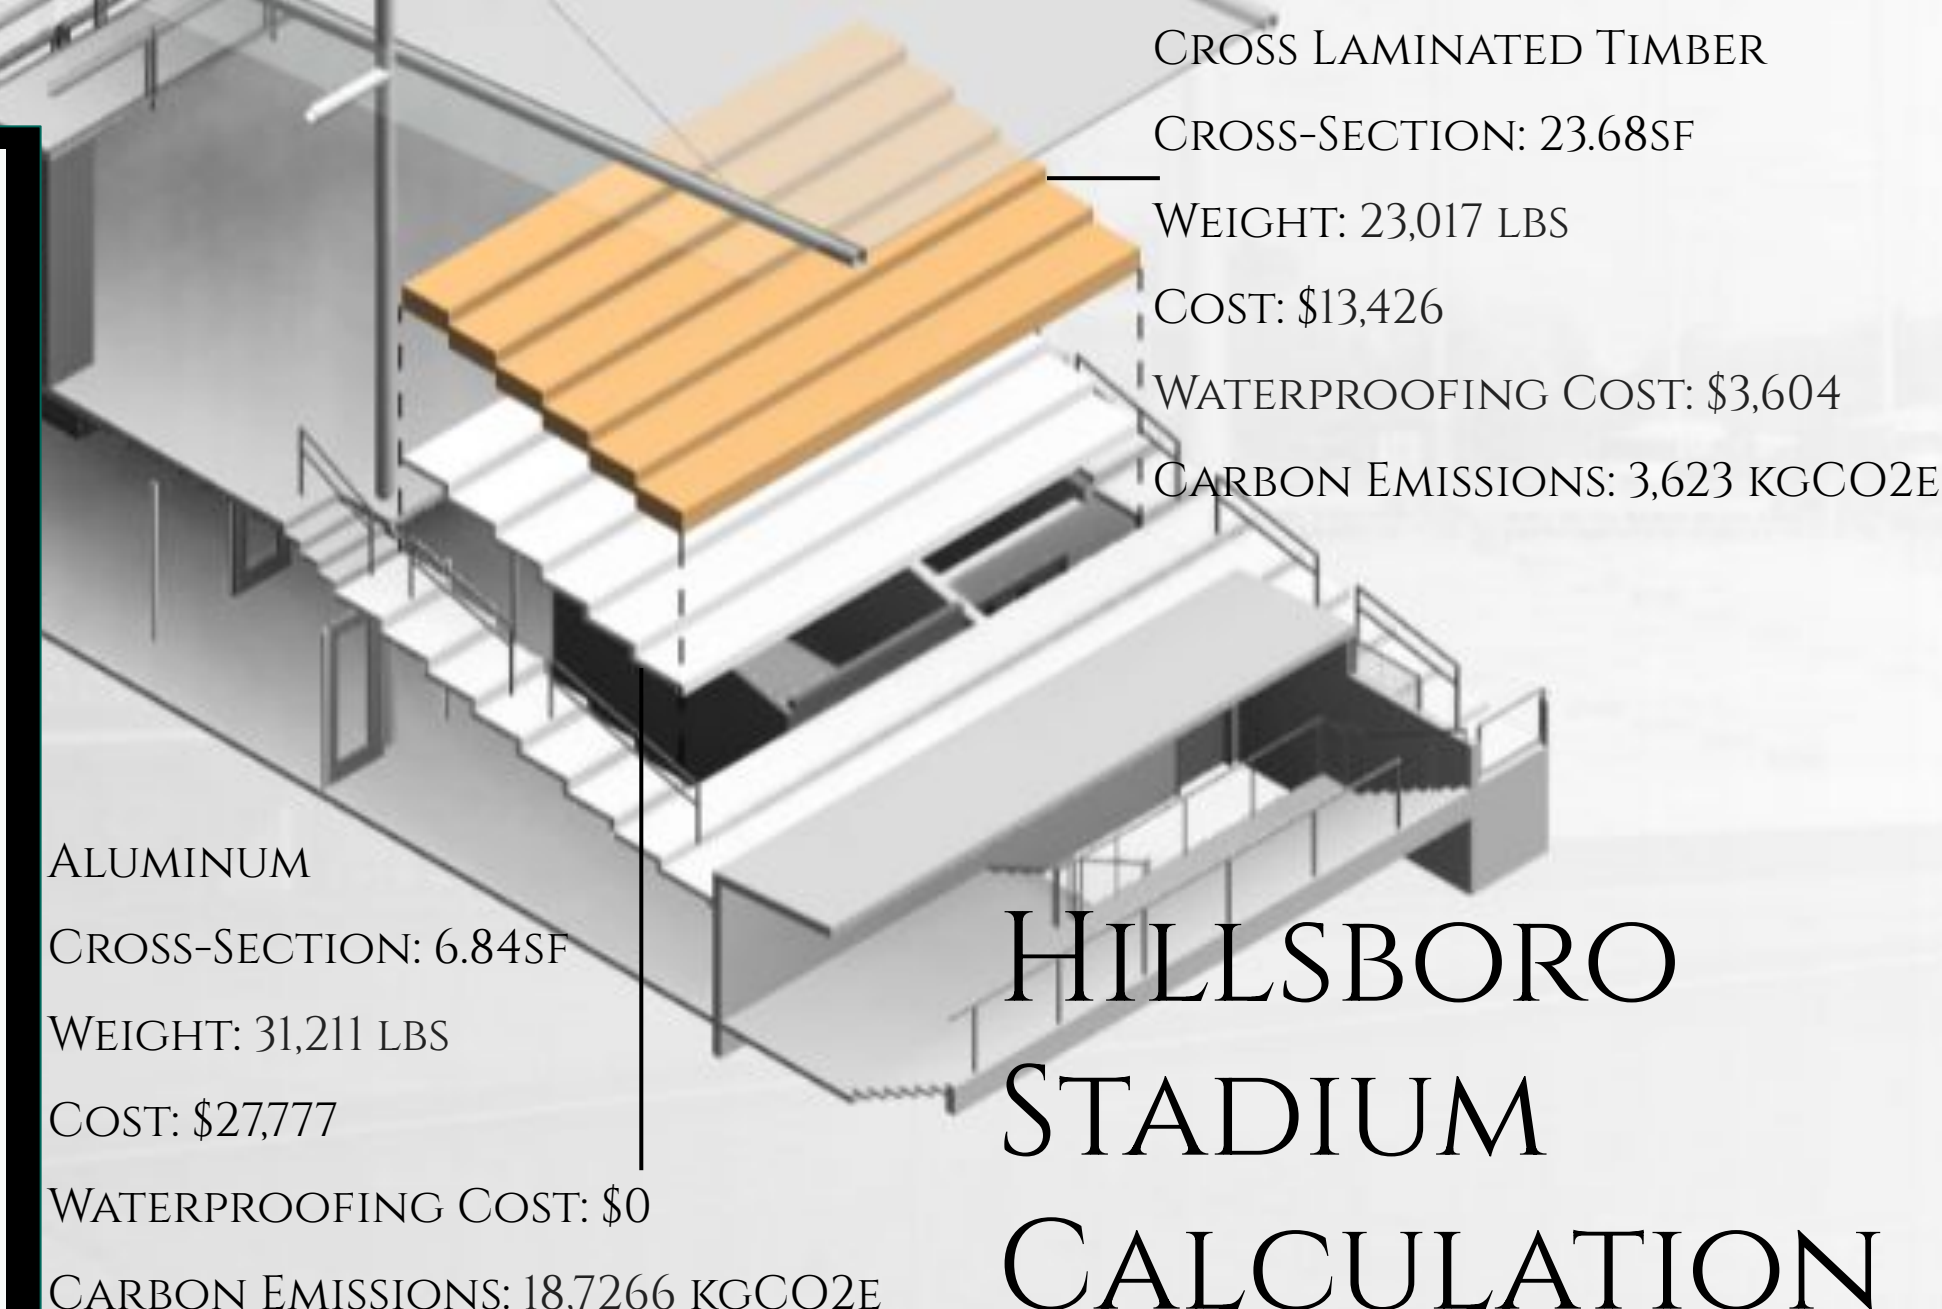 Cross Laminated Timber
Cross-Section: 23.68sf
Weight: 23,017 lbs
Cost: $13,426
Waterproofing Cost: $3,604
Carbon Emissions: 3,623 kgCO2e
Aluminum
Cross-Section: 6.84sf
Weight: 31,211 lbs
Cost: $27,777
Waterproofing Cost: $0
Carbon Emissions: 18,7266 kgCO2e
Hillsboro
Stadium
Calculation